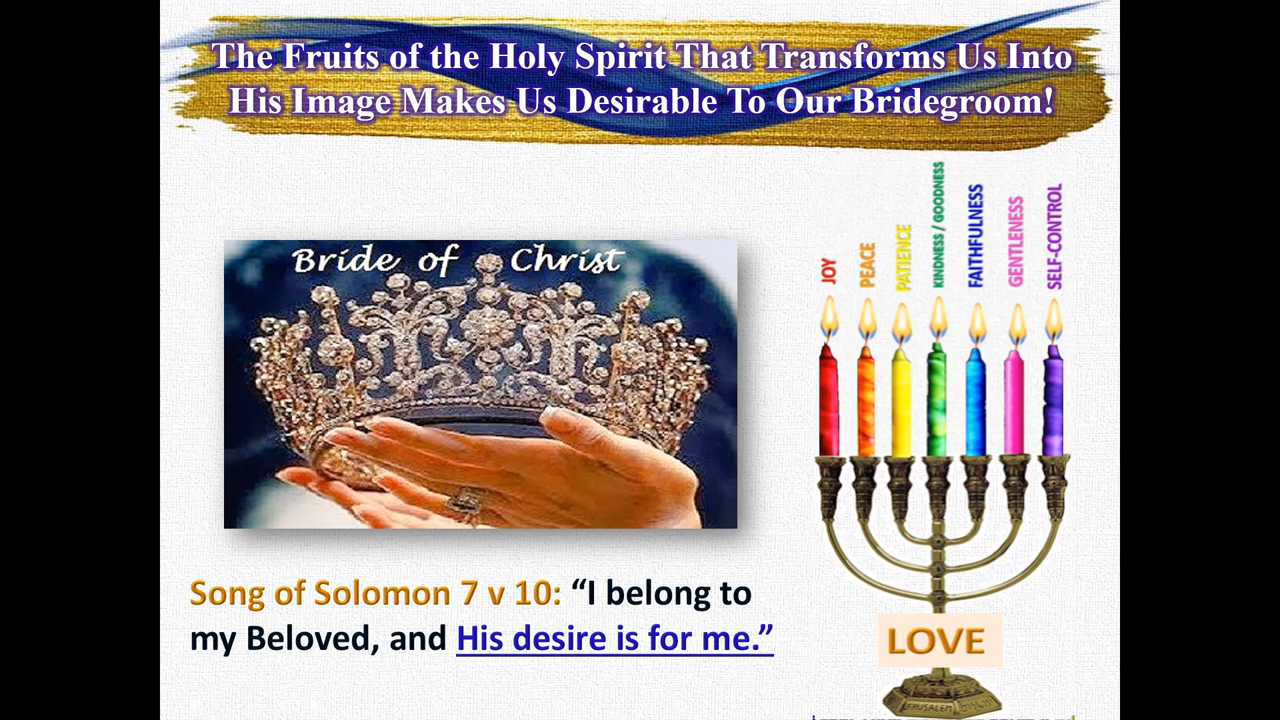 The Fruits of the Holy Spirit That Transforms Us Into
His Image Makes Us Desirable To Our Bridegroom!
Bride of Christ
JOY
PEACE
PATIENCE
KINDNESS / GOODNESS
FAITHFULNESS
GENTLENESS
SELF-CONTROL
Song of Solomon 7 v 10: “I belong to
my Beloved, and His desire is for me.”
LOVE
JERUSALEM